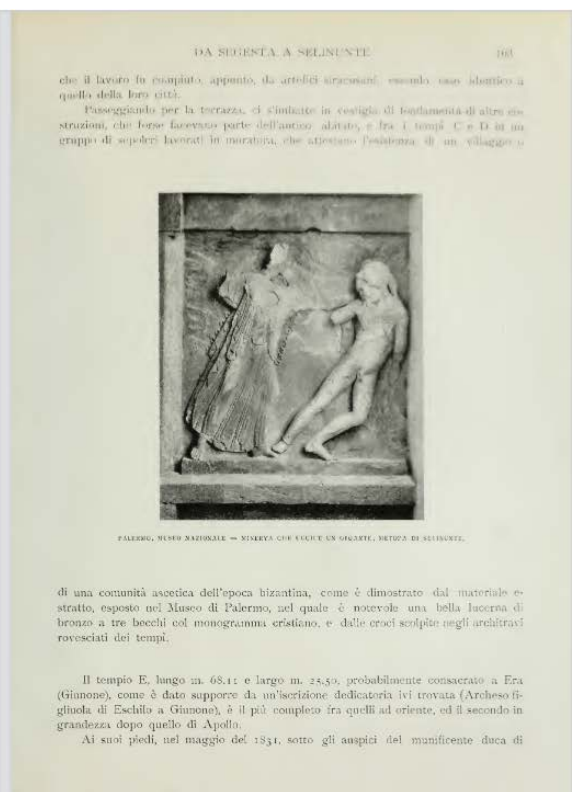 DA SEGESTA A SELINUNTE
che il lavoro fu compiuto, appunto, da artefici siracusani, essendo esso identico a
quello della loro città.
Passeggiando per la terrazza, ci s'imbatte in vestigia di fondamenta di altre co-
struzioni, che forse facevano parte dell'antico abitato, e fra i tempi C e D in un
gruppo di sepolcri lavorati in muratura, che attestano l'esistenza di un villaggio o
PALERMO, MUSEO NAZIONALE — MINERVA CHE UCCIDE UN GIGANTE, METOPA DI SELINUNTE.
di una comunità ascetica dell'epoca bizantina, come è dimostrato dal materiale e-
stratto, esposto nel Museo di Palermo, nel quale è notevole una bella lucerna di
bronzo a tre becchi col monogramma cristiano, e dalle croci scolpite negli architravi
rovesciati dei tempi.
Il tempio E, lungo m. 68,11 e largo m. 25,50, probabilmente consacrato a Era
(Giunone), come è dato supporre da un'iscrizione dedicatoria ivi trovata (Archeso fi-
gliuola di Eschilo a Giunone), è il più completo fra quelli ad oriente, ed il secondo in
grandezza dopo quello di Apollo.
Ai suoi piedi, nel maggio del 1831, sotto gli auspici del munificente duca di